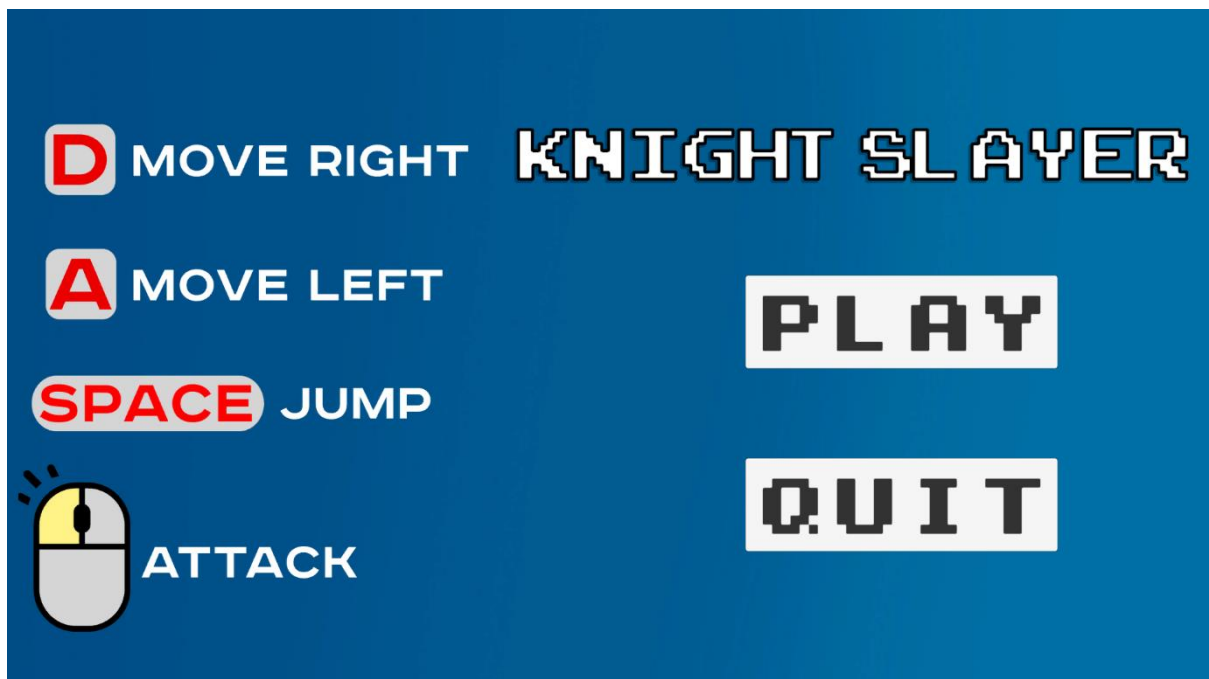 D MOVE RIGHT
A MOVE LEFT
SPACE JUMP
ATTACK
KNIGHT SLAYER
PLAY
QUIT